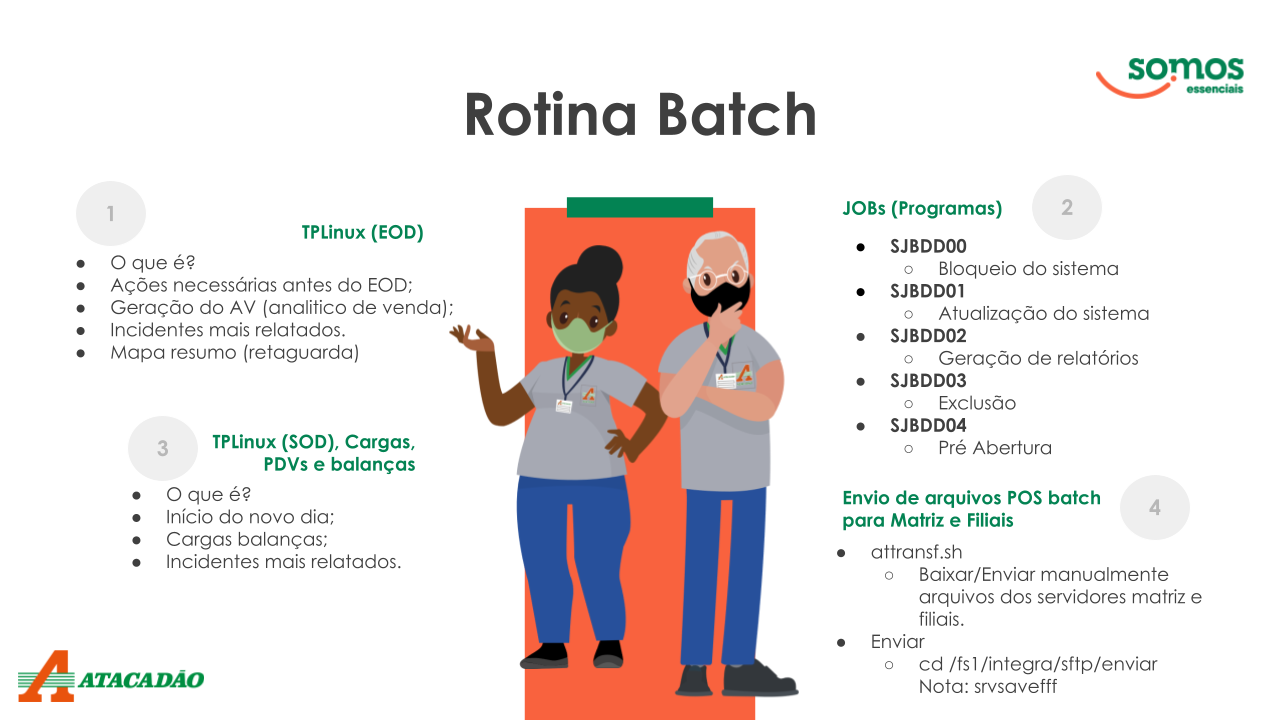 somos
essenciais
Rotina Batch
1
TPLinux (EOD)
● O que é?
● Ações necessárias antes do EOD;
● Geração do AV (analitico de venda);
● Incidentes mais relatados.
● Mapa resumo (retaguarda)
2
JOBs (Programas)
● SJBDD00
○ Bloqueio do sistema
● SJBDD01
○ Atualização do sistema
● SJBDD02
○ Geração de relatórios
● SJBDD03
○ Exclusão
● SJBDD04
○ Pré Abertura
3
TPLinux (SOD), Cargas,
PDVs e balanças
● O que é?
● Início do novo dia;
● Cargas balanças;
● Incidentes mais relatados.
4
Envio de arquivos POS batch
para Matriz e Filiais
● attransf.sh
○ Baixar/Enviar manualmente
arquivos dos servidores matriz e
filiais.
● Enviar
○ cd /fs1/integra/sftp/enviar
Nota: srvsavefff
ATACADÃO